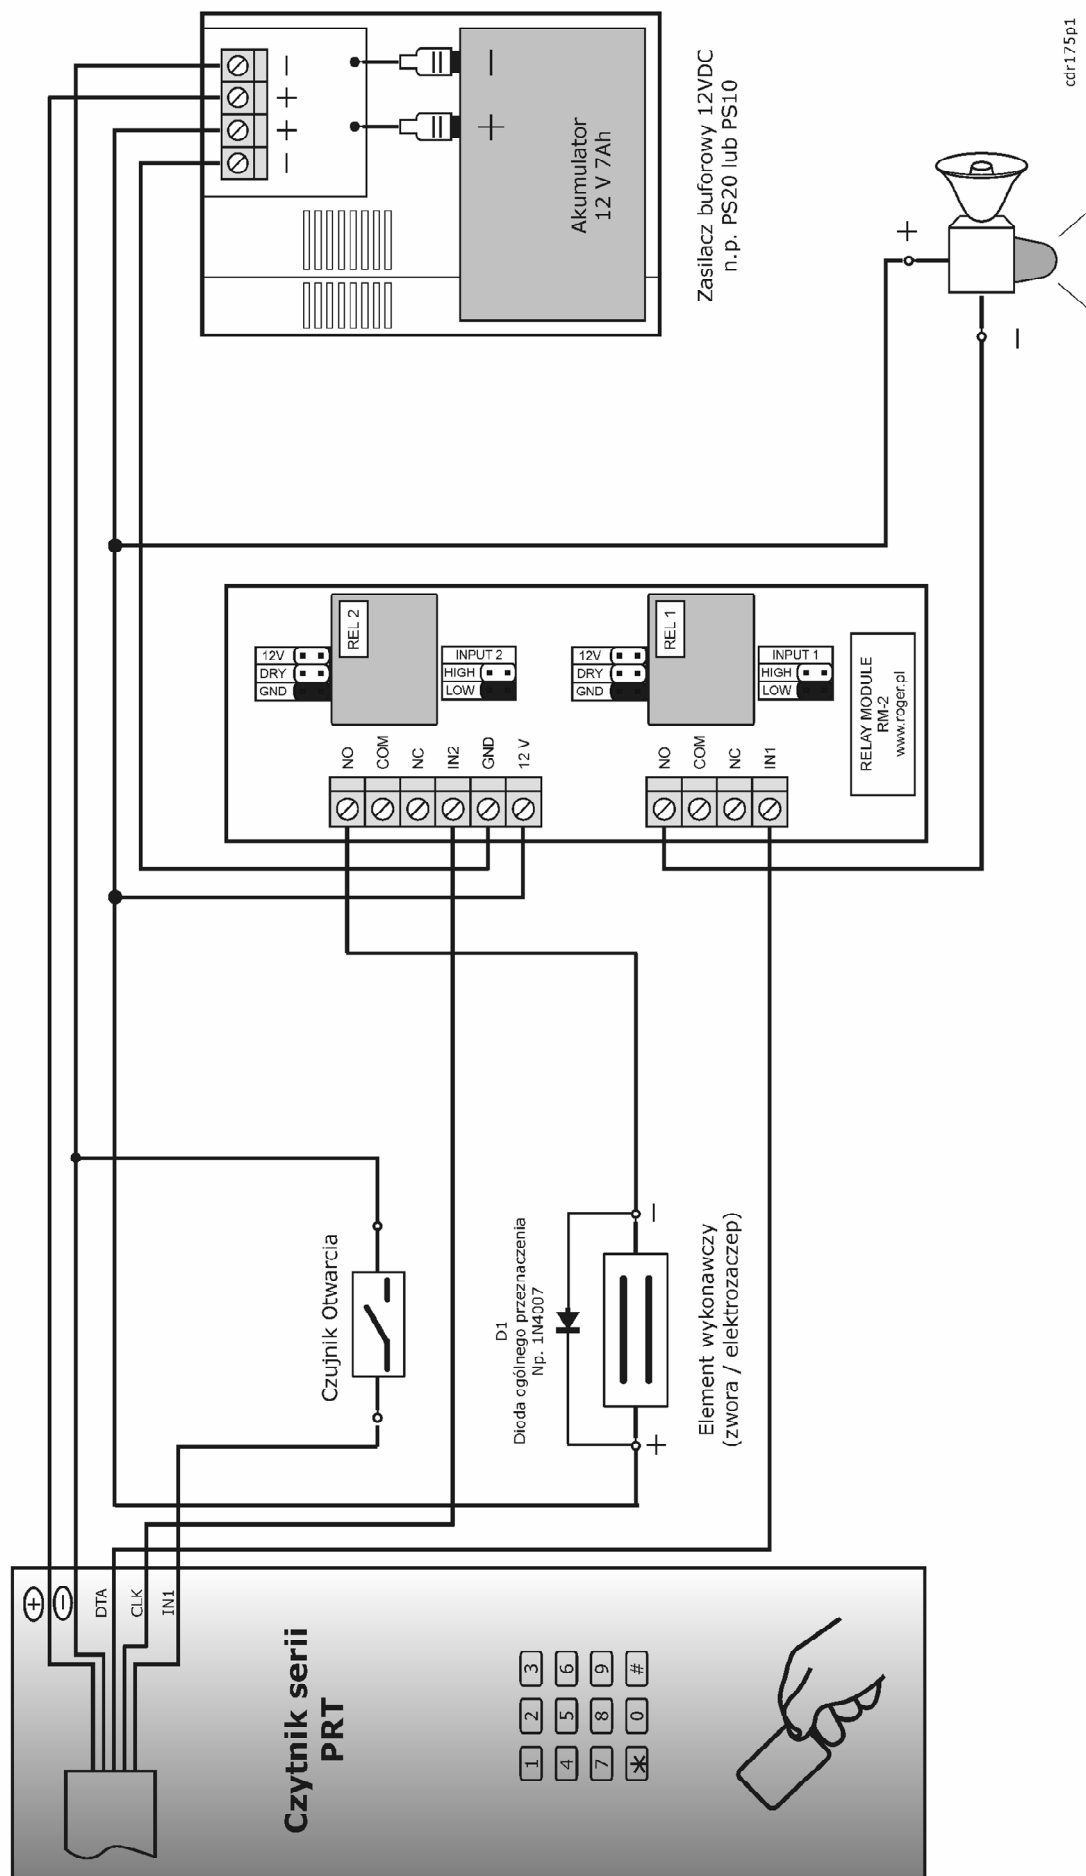 cdr175p1
−
+
+
−
−
+
Akumulator
12 V 7Ah
Zasilacz buforowy 12VDC
n.p. PS20 lub PS10
+
−
REL 2
12V
DRY
GND
INPUT 2
HIGH
LOW
NO
COM
NC
IN2
GND
12 V
REL 1
12V
DRY
GND
INPUT 1
HIGH
LOW
NO
COM
NC
IN1
RELAY MODULE
RM-2
www.roger.pl
Czujnik Otwarcia
D1
Dioda ogólnego przeznaczenia
Np. 1N4007
−
+
Element wykonawczy
(zwora / elektrozaczep)
+
−
DTA
CLK
IN1
Czytnik serii
PRT
1 2 3
4 5 6
7 8 9
* 0 #